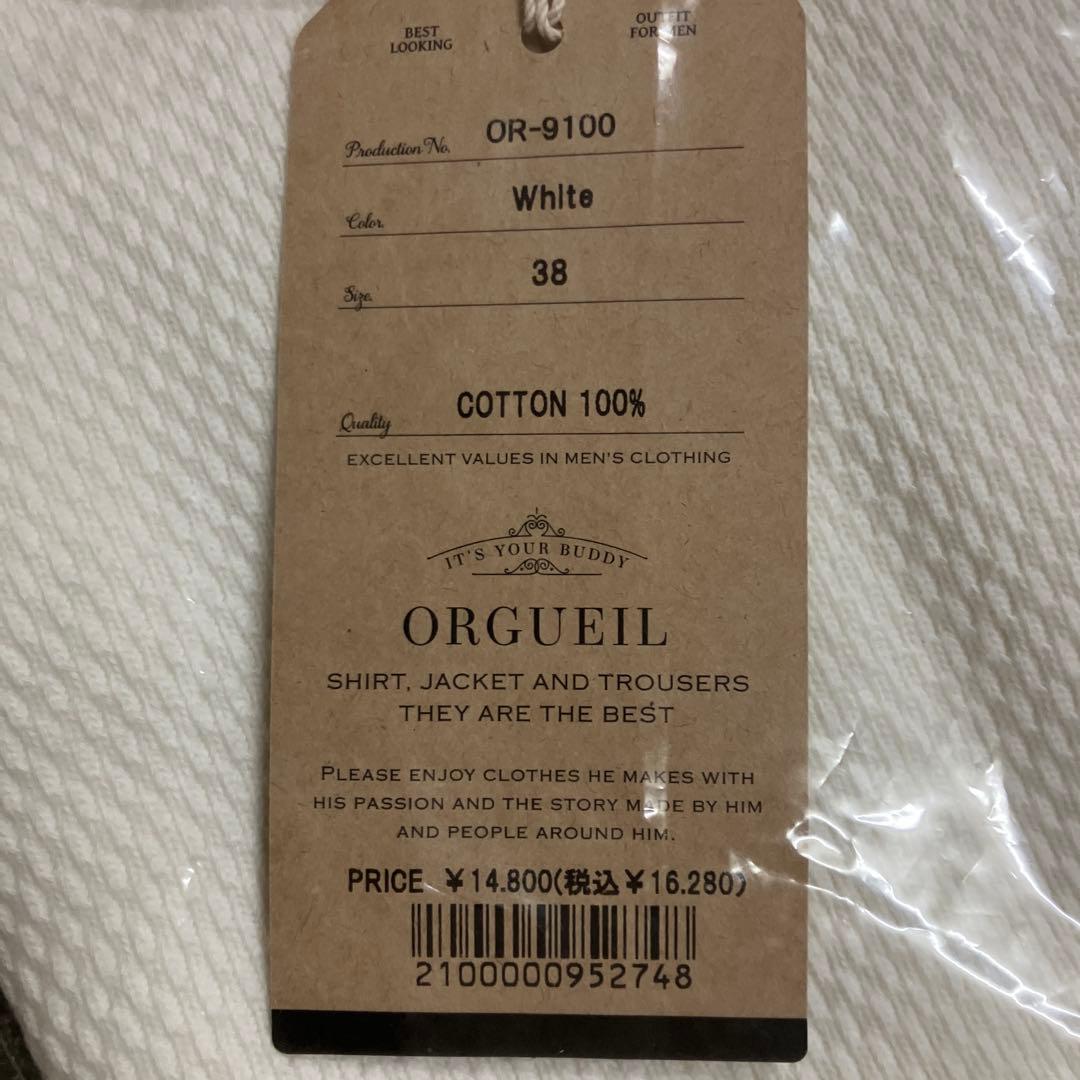 BEST LOOKING
OUTFIT FOR MEN
Production No. OR-9100
Color. White
Size. 38
Quality COTTON 100%
EXCELLENT VALUES IN MEN'S CLOTHING
IT'S YOUR BUDDY
ORGUEIL
SHIRT, JACKET AND TROUSERS
THEY ARE THE BEST
PLEASE ENJOY CLOTHES HE MAKES WITH
HIS PASSION AND THE STORY MADE BY HIM
AND PEOPLE AROUND HIM.
PRICE ¥14.800(税込¥16.280)
2100000952748